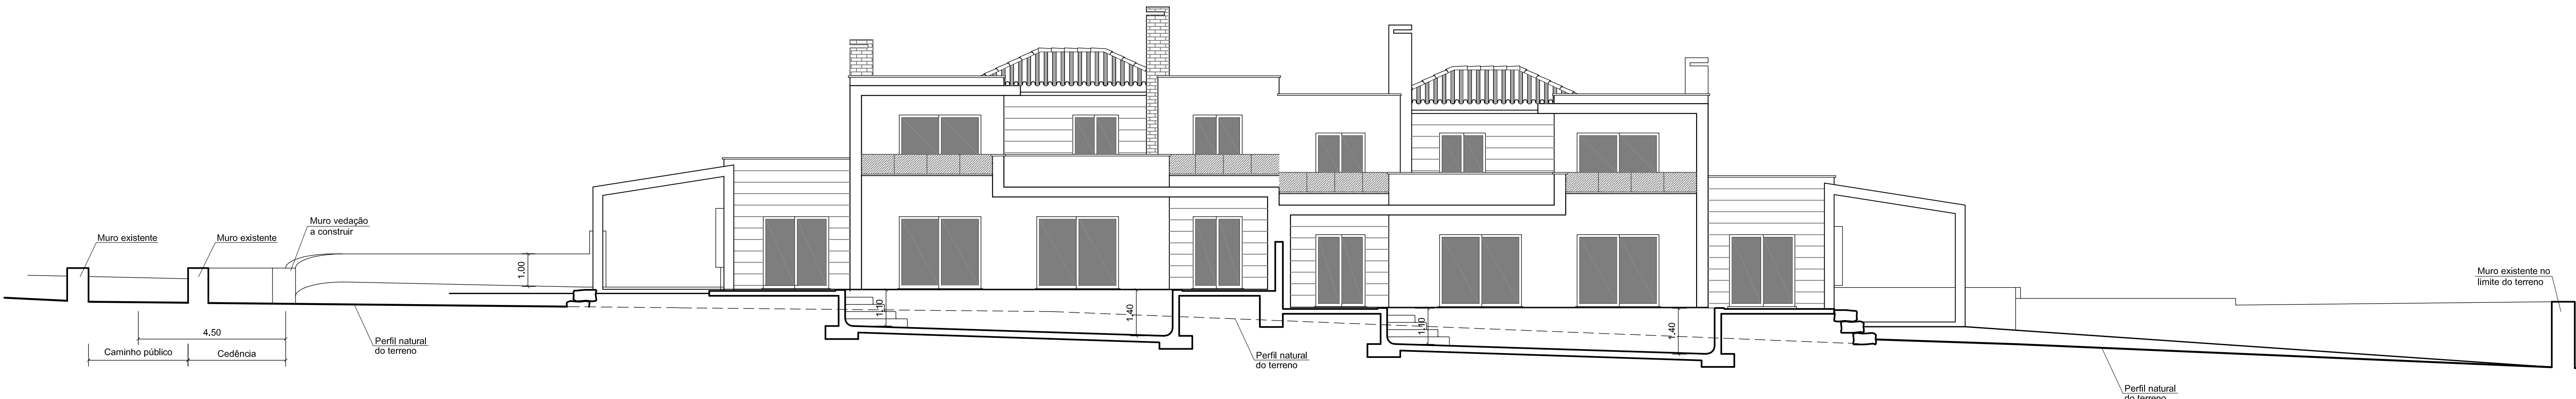 Muro existente
Muro existente
Muro vedação
a construir
1,00
4,50
Caminho público
Cedência
Perfil natural
do terreno
1,10
1,40
Perfil natural
do terreno
1,10
1,40
Perfil natural
do terreno
Muro existente no
limite do terreno